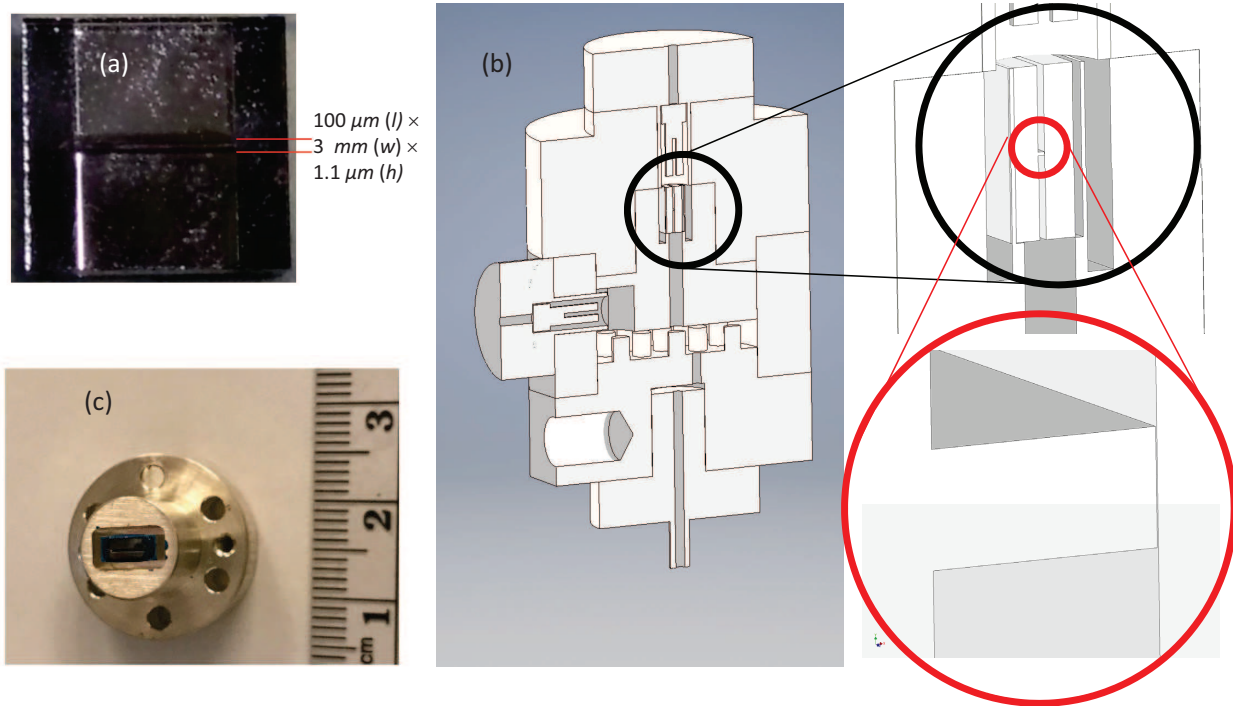 (a)
100 μm (l) ×
3 mm (w) ×
1.1 μm (h)
(b)
(c)
3
2
1
cm